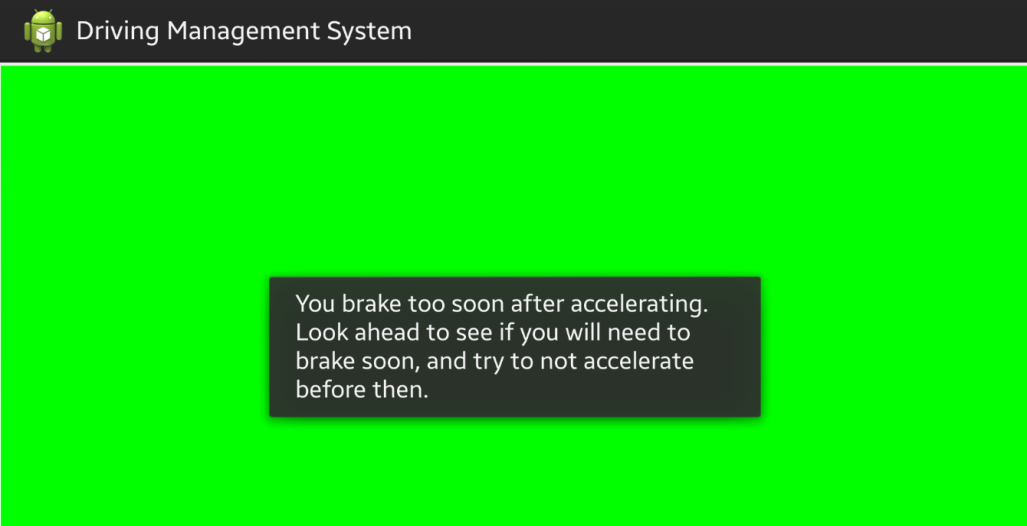 Driving Management System
You brake too soon after accelerating.
Look ahead to see if you will need to
brake soon, and try to not accelerate
before then.